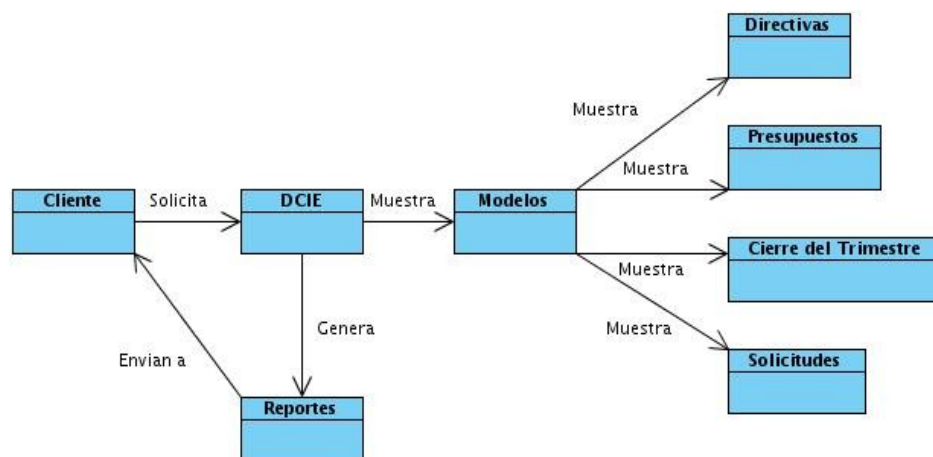 Directivas
Muestra
Presupuestos
Muestra
Cliente
Solicita
DCIE
Muestra
Modelos
Cierre del Trimestre
Muestra
Muestra
Genera
Envian a
Solicitudes
Reportes